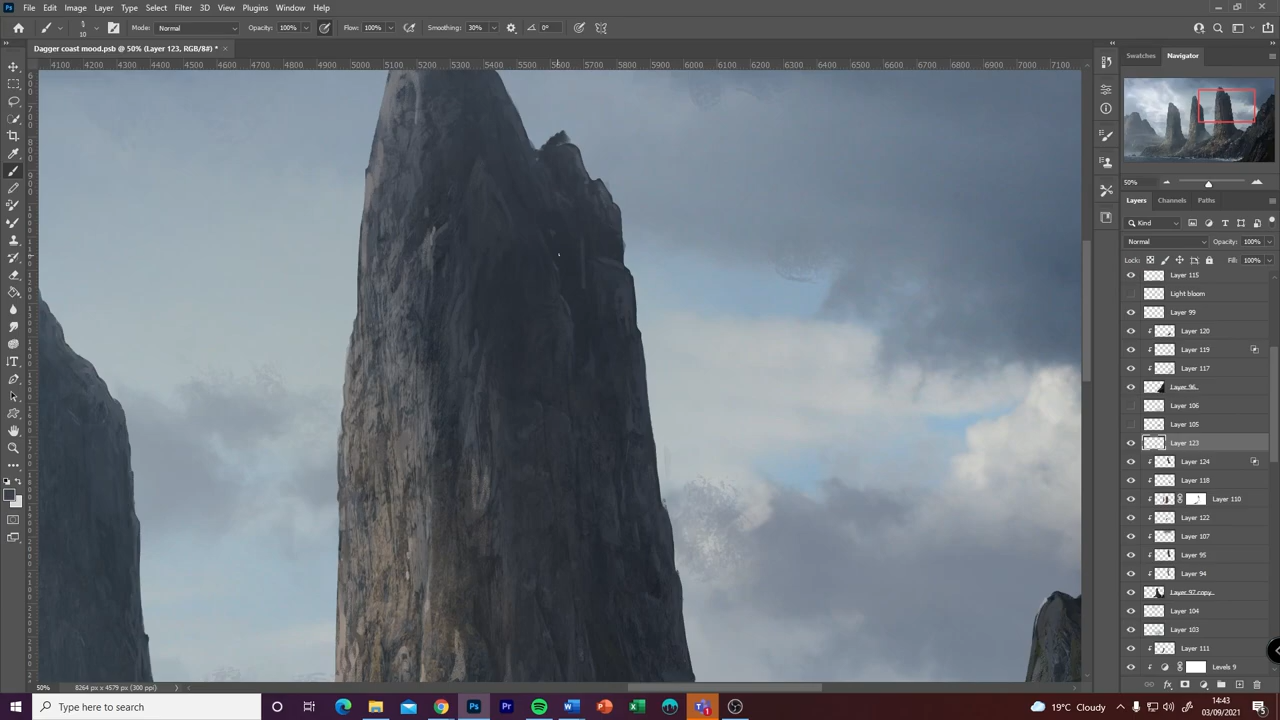 File Edit Image Layer Type Select Filter 3D View Plugins Window Help
10 Mode: Normal Opacity: 100% Flow: 100% Smoothing: 30% 0°
Dagger coast mood.psb @ 50% (Layer 123, RGB/8#) * ×
4100 4200 4300 4400 4500 4600 4700 4800 4900 5000 5100 5200 5300 5400 5500 5600 5700 5800 5900 6000 6100 6200 6300 6400 6500 6600 6700 6800 6900 7000 7100
Swatches Navigator
50%
Layers Channels Paths
Kind
Normal Opacity: 100%
Lock: Fill: 100%
Layer 115
Light bloom
Layer 99
Layer 120
Layer 119
Layer 117
Layer 96
Layer 106
Layer 105
Layer 123
Layer 124
Layer 118
Layer 110
Layer 122
Layer 107
Layer 95
Layer 94
Layer 97 copy
Layer 104
Layer 103
Layer 111
Levels 9
50% 8264 px x 4579 px (300 ppi)
Type here to search
19°C Cloudy
14:43
03/09/2021